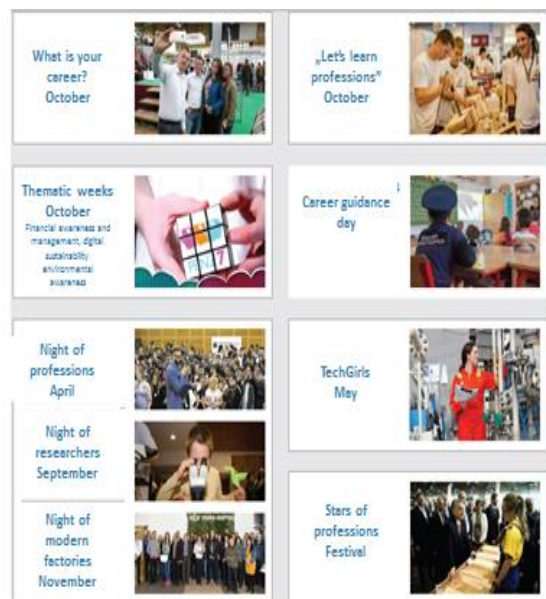 What is your
career?
October
„Let's learn
professions"
October
Thematic weeks
October
Financial awareness and
management, digital
sustainability
environmental
awareness
Career guidance
day
Night of
professions
April
TechGirls
May
Night of
researchers
September
Night of
modern
factories
November
Stars of
professions
Festival